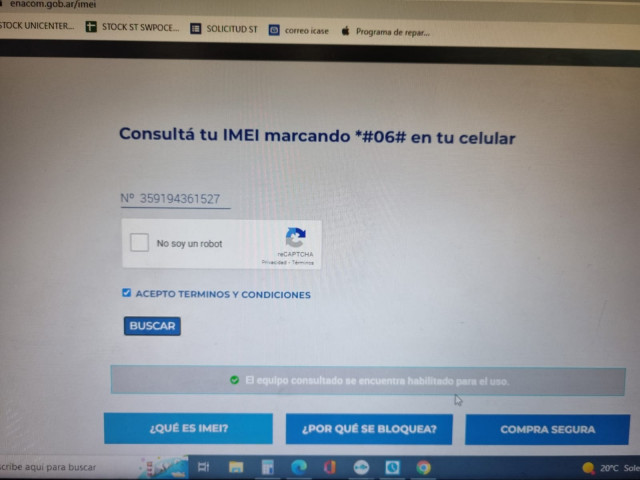 enacom.gob.ar/imei
STOCK UNICENTER... STOCK ST SWPOCE... SOLICITUD ST correo icase Programa de repar...
Consultá tu IMEI marcando *#06# en tu celular
Nº 359194361527
No soy un robot
reCAPTCHA
Privacidad - Términos
ACEPTO TERMINOS Y CONDICIONES
BUSCAR
El equipo consultado se encuentra habilitado para el uso.
¿QUÉ ES IMEI? ¿POR QUÉ SE BLOQUEA? COMPRA SEGURA
scribe aquí para buscar 20°C Sole